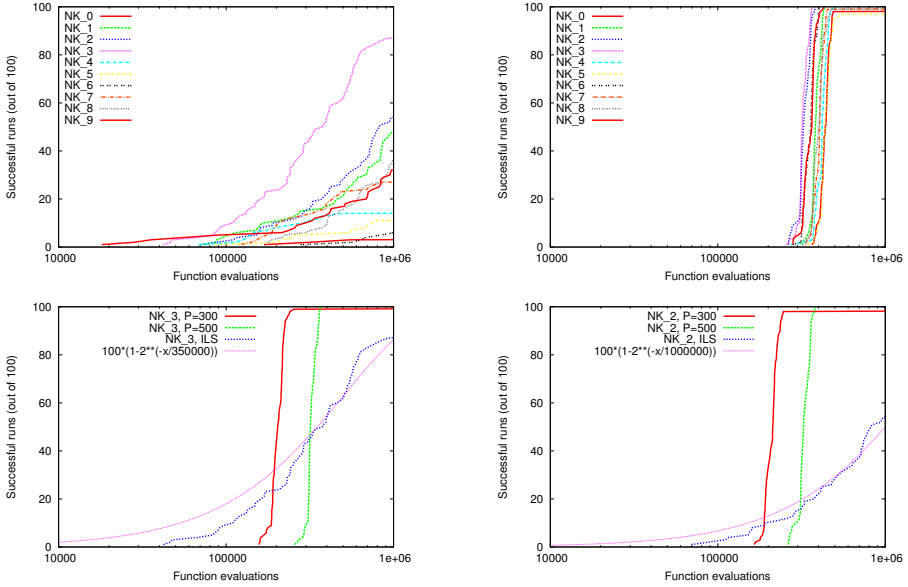 Successful runs (out of 100)
100
80
60
40
20
0
NK_0
NK_1
NK_2
NK_3
NK_4
NK_5
NK_6
NK_7
NK_8
NK_9
10000
100000
1e+06
Function evaluations
Successful runs (out of 100)
100
80
60
40
20
0
NK_0
NK_1
NK_2
NK_3
NK_4
NK_5
NK_6
NK_7
NK_8
NK_9
10000
100000
1e+06
Function evaluations
Successful runs (out of 100)
100
80
60
40
20
0
NK_3, P=300
NK_3, P=500
NK_3, ILS
100*(1-2**(-x/350000))
10000
100000
1e+06
Function evaluations
Successful runs (out of 100)
100
80
60
40
20
0
NK_2, P=300
NK_2, P=500
NK_2, ILS
100*(1-2**(-x/1000000))
10000
100000
1e+06
Function evaluations